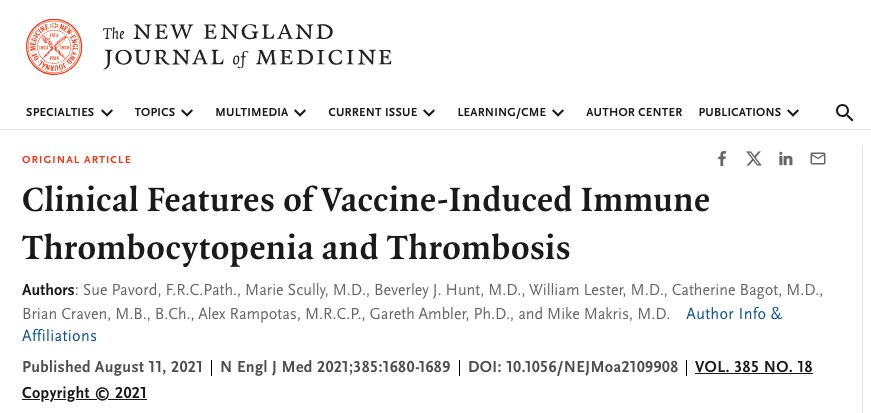 The NEW ENGLAND
JOURNAL of MEDICINE
SPECIALTIES TOPICS MULTIMEDIA CURRENT ISSUE LEARNING/CME AUTHOR CENTER PUBLICATIONS
ORIGINAL ARTICLE
Clinical Features of Vaccine-Induced Immune
Thrombocytopenia and Thrombosis
Authors: Sue Pavord, F.R.C.Path., Marie Scully, M.D., Beverley J. Hunt, M.D., William Lester, M.D., Catherine Bagot, M.D.,
Brian Craven, M.B., B.Ch., Alex Rampotas, M.R.C.P., Gareth Ambler, Ph.D., and Mike Makris, M.D. Author Info &
Affiliations
Published August 11, 2021 | N Engl J Med 2021;385:1680-1689 | DOI: 10.1056/NEJMoa2109908 | VOL. 385 NO. 18
Copyright © 2021